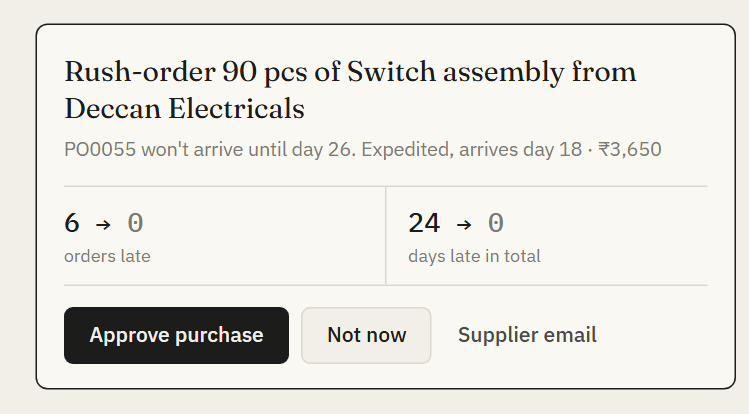 Rush-order 90 pcs of Switch assembly from
Deccan Electricals
PO0055 won't arrive until day 26. Expedited, arrives day 18 · ₹3,650
6 → 0
orders late
24 → 0
days late in total
Approve purchase
Not now
Supplier email